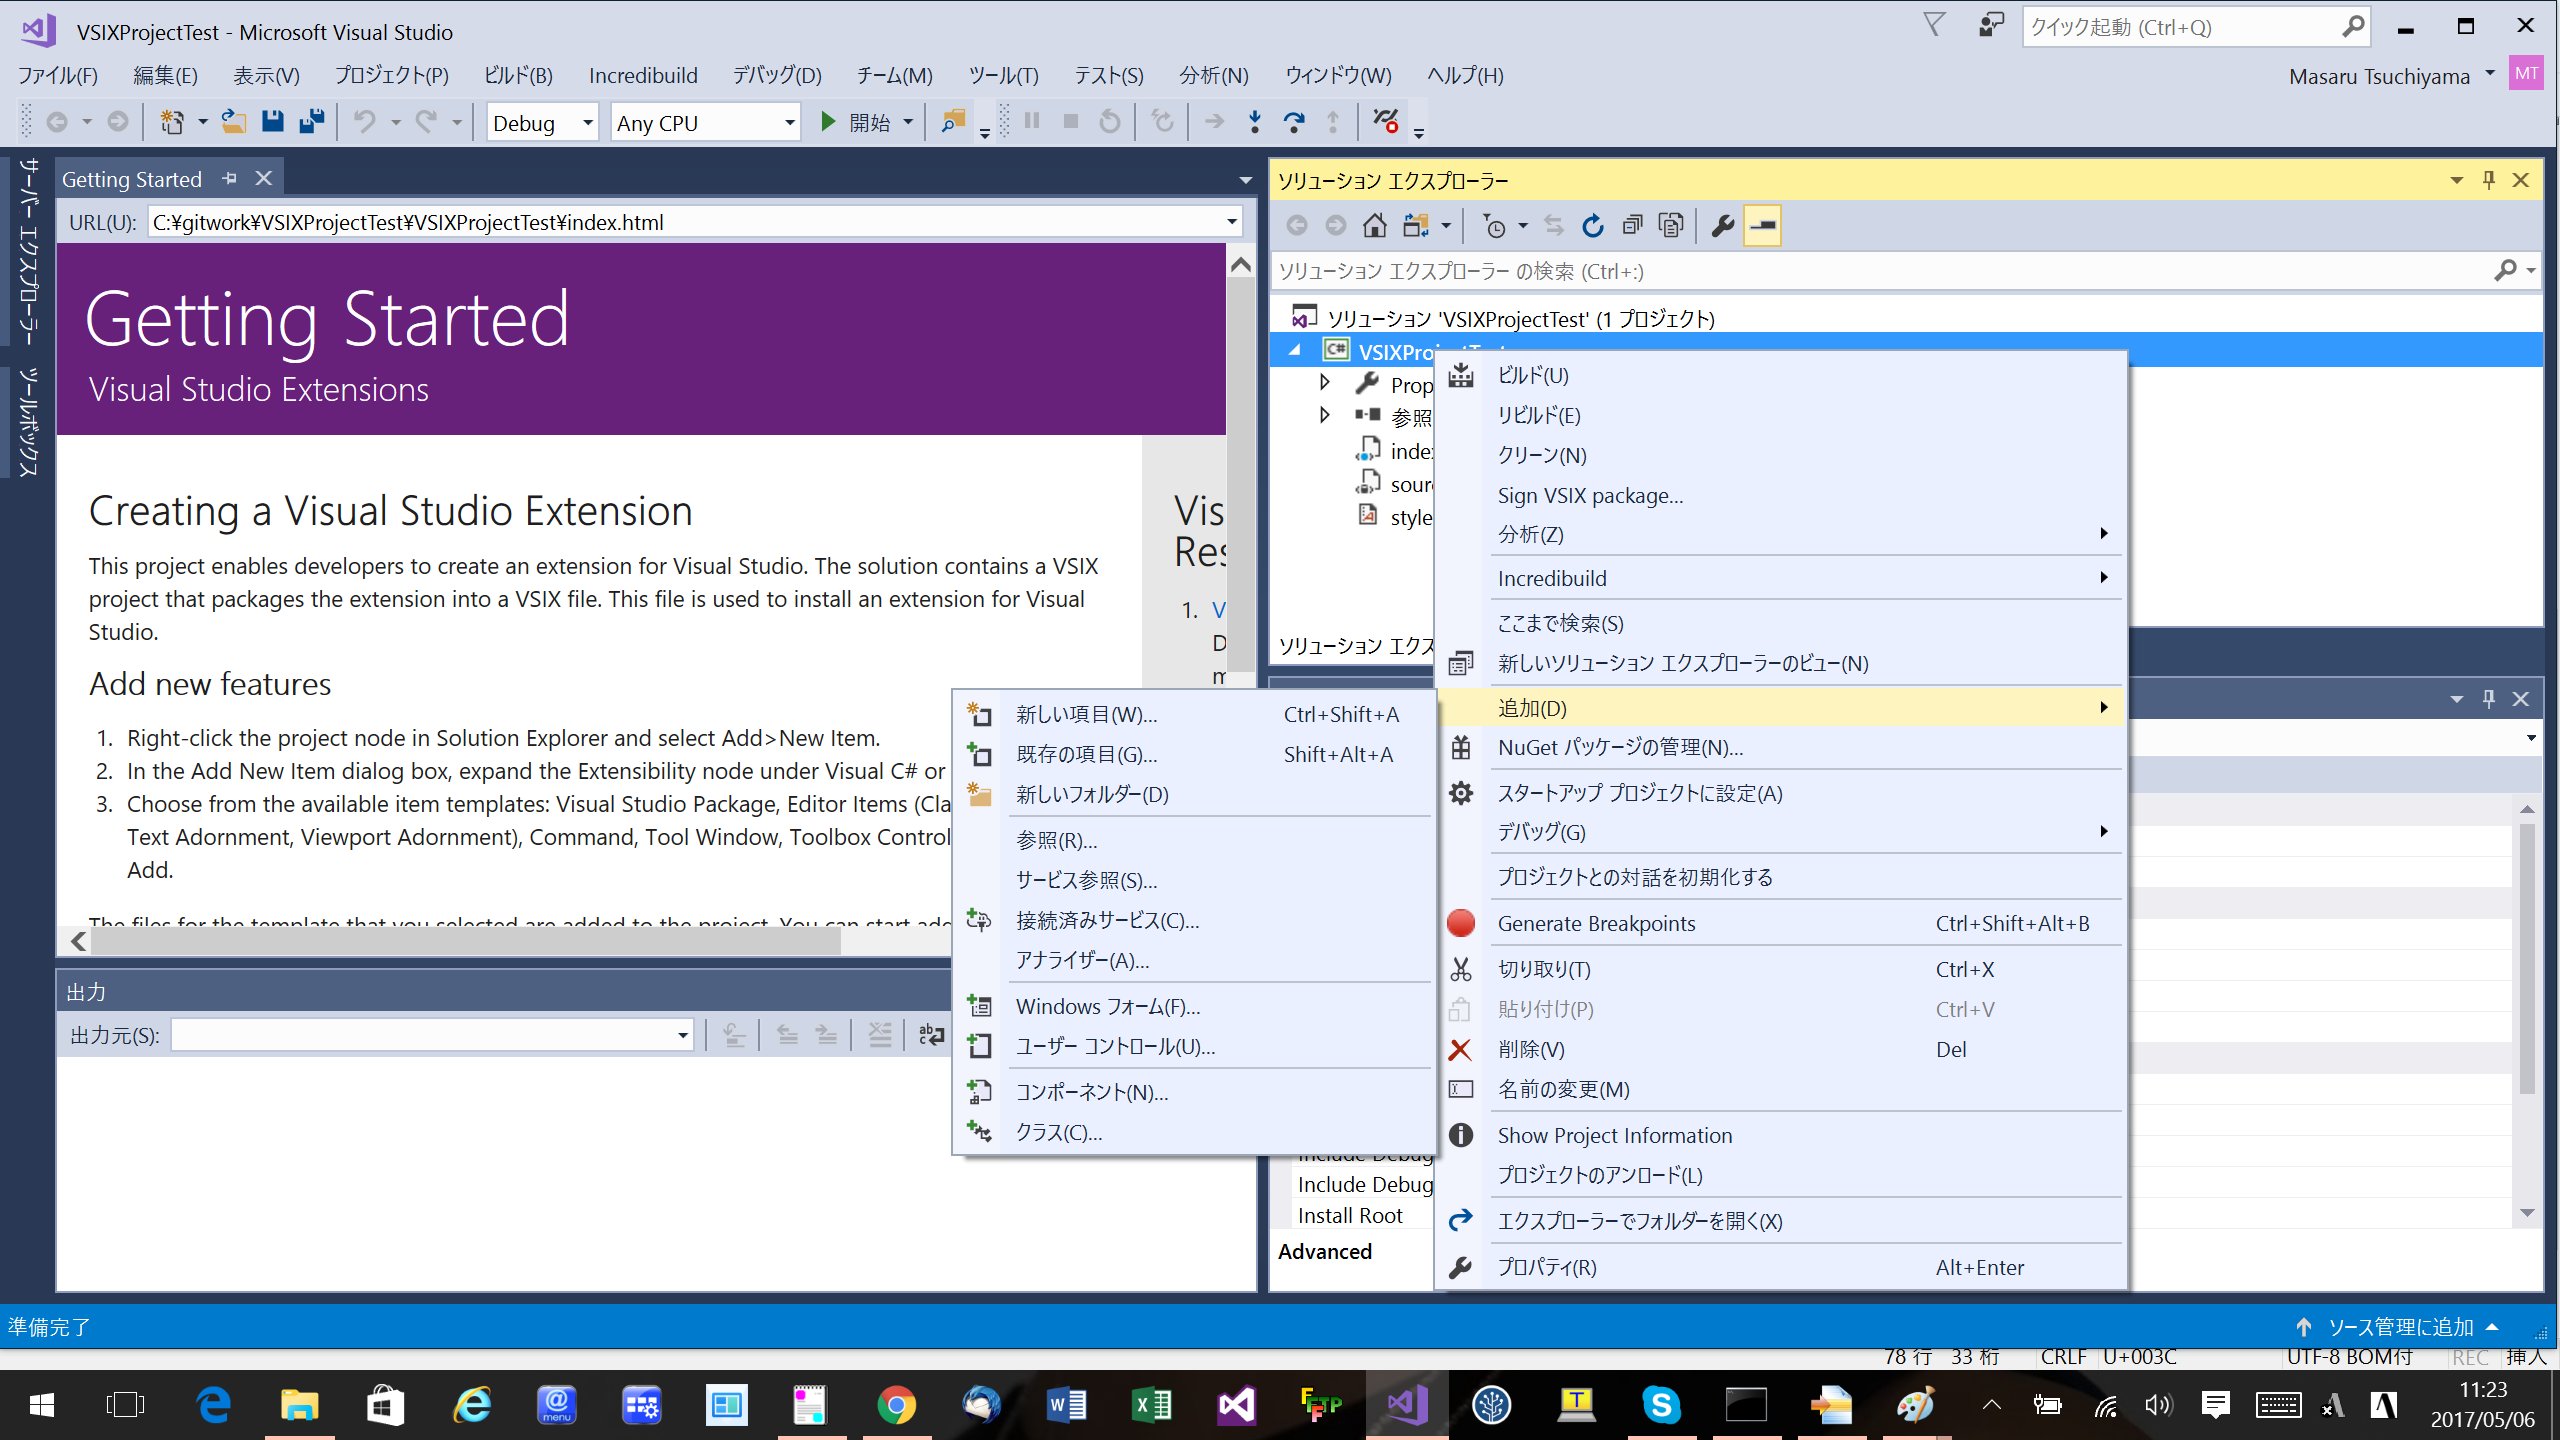 VSIXProjectTest - Microsoft Visual Studio
クイック起動 (Ctrl+Q)
ファイル(F) 編集(E) 表示(V) プロジェクト(P) ビルド(B) Incredibuild デバッグ(D) チーム(M) ツール(T) テスト(S) 分析(N) ウィンドウ(W) ヘルプ(H)
Masaru Tsuchiyama MT
Debug Any CPU 開始
サーバー エクスプローラー
ツールボックス
Getting Started
URL(U): C:¥gitwork¥VSIXProjectTest¥VSIXProjectTest¥index.html
Getting Started
Visual Studio Extensions
Creating a Visual Studio Extension
This project enables developers to create an extension for Visual Studio. The solution contains a VSIX
project that packages the extension into a VSIX file. This file is used to install an extension for Visual
Studio.
Add new features
1. Right-click the project node in Solution Explorer and select Add>New Item.
2. In the Add New Item dialog box, expand the Extensibility node under Visual C# or
3. Choose from the available item templates: Visual Studio Package, Editor Items (Cla
Text Adornment, Viewport Adornment), Command, Tool Window, Toolbox Control
Add.
The files for the template that you selected are added to the project. You can start add
Vis
Res
1. V
D
m
出力
出力元(S):
ソリューション エクスプローラー
ソリューション エクスプローラー の検索 (Ctrl+:)
ソリューション 'VSIXProjectTest' (1 プロジェクト)
C# VSIXProjectTest
Prop
参照
inde
sour
style
ソリューション エクス
ビルド(U)
リビルド(E)
クリーン(N)
Sign VSIX package...
分析(Z)
Incredibuild
ここまで検索(S)
新しいソリューション エクスプローラーのビュー(N)
追加(D)
NuGet パッケージの管理(N)...
スタートアップ プロジェクトに設定(A)
デバッグ(G)
プロジェクトとの対話を初期化する
Generate Breakpoints Ctrl+Shift+Alt+B
切り取り(T) Ctrl+X
貼り付け(P) Ctrl+V
削除(V) Del
名前の変更(M)
Show Project Information
プロジェクトのアンロード(L)
エクスプローラーでフォルダーを開く(X)
プロパティ(R) Alt+Enter
新しい項目(W)... Ctrl+Shift+A
既存の項目(G)... Shift+Alt+A
新しいフォルダー(D)
参照(R)...
サービス参照(S)...
接続済みサービス(C)...
アナライザー(A)...
Windows フォーム(F)...
ユーザー コントロール(U)...
コンポーネント(N)...
クラス(C)...
Include Debug
Include Debug
Install Root
Advanced
準備完了
ソース管理に追加
78 行 33 桁 CRLF U+003C UTF-8 BOM付 REC 挿入
11:23
2017/05/06